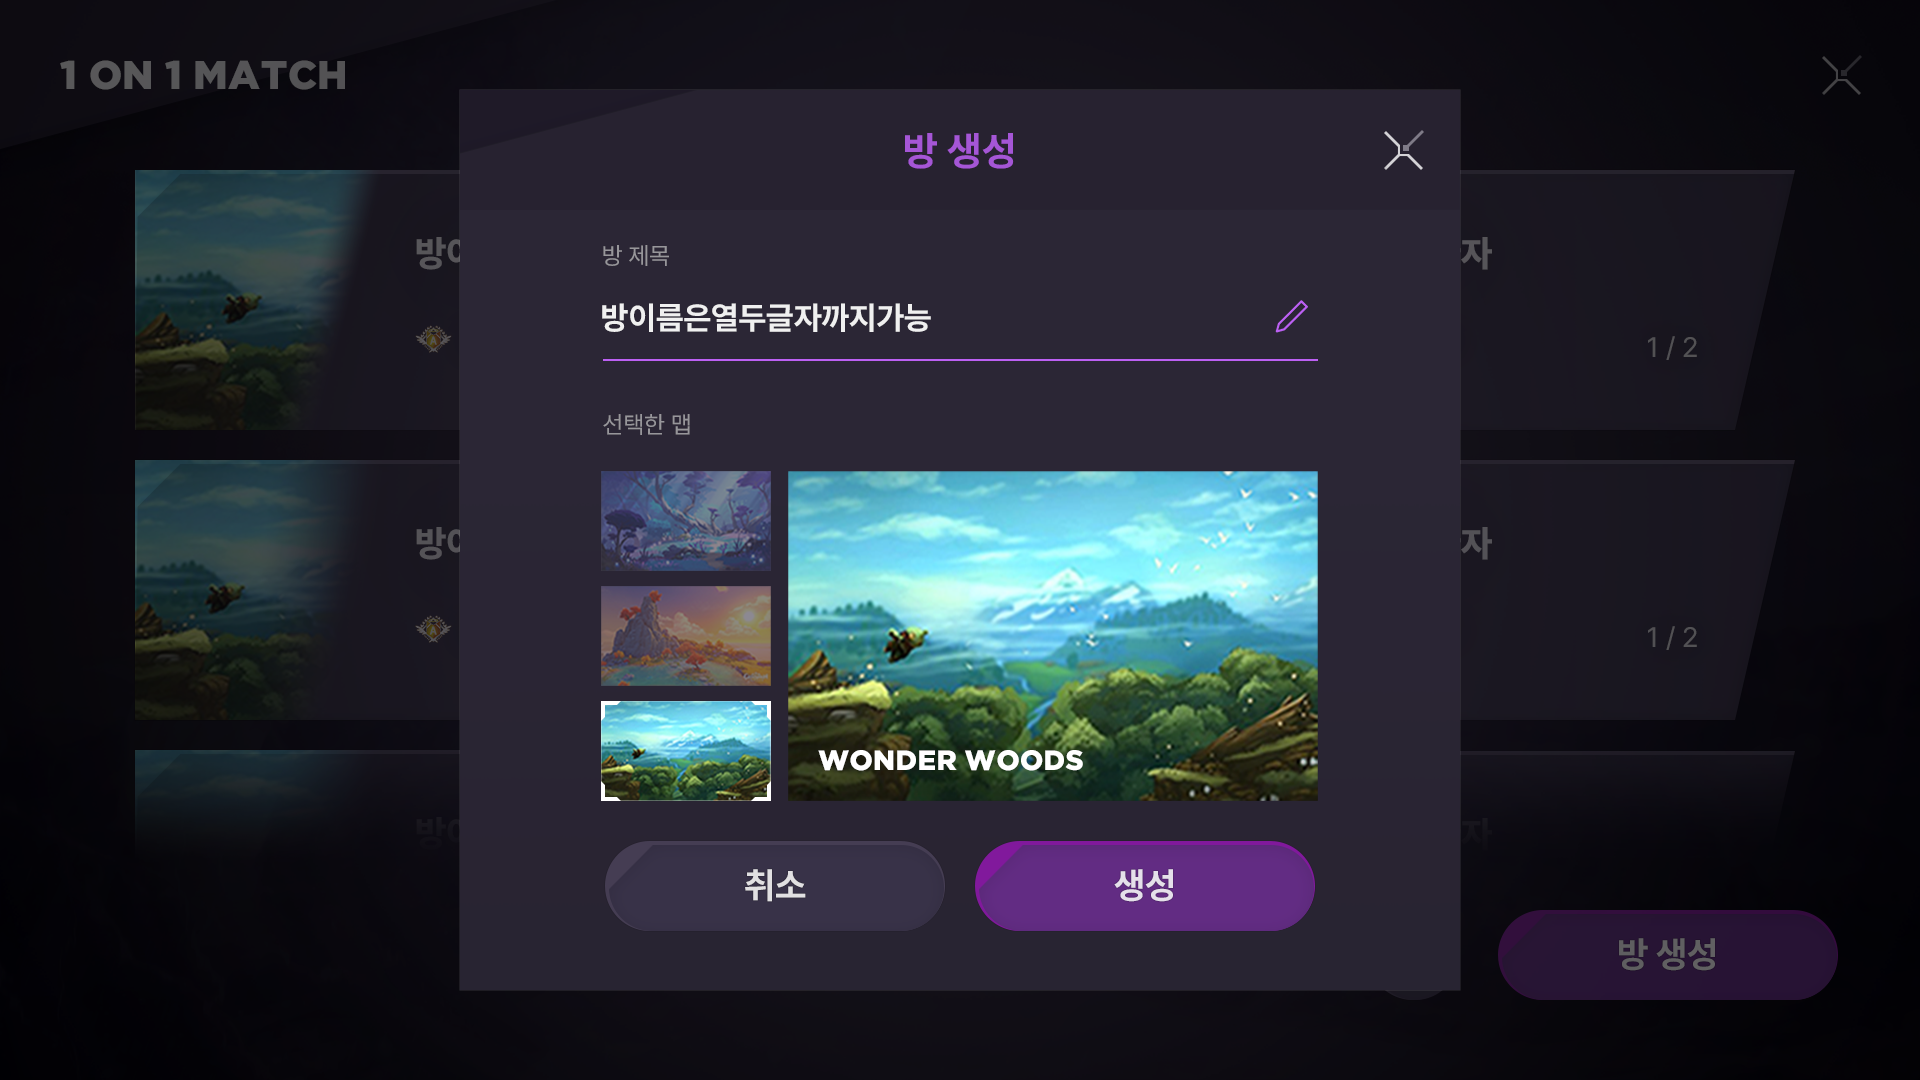 1 ON 1 MATCH
방 생성
방 제목
방이름은열두글자까지가능
선택한 맵
WONDER WOODS
취소
생성
방이
자
1 / 2
방이
자
1 / 2
방이
자
방 생성